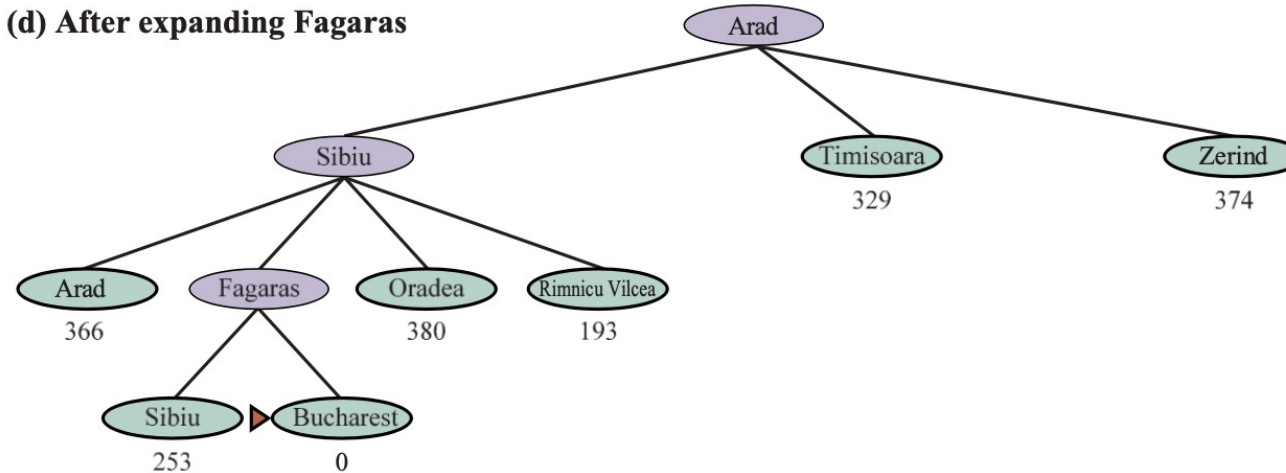 (d) After expanding Fagaras
Arad
Sibiu
Timisoara
Zerind
329
374
Arad
Fagaras
Oradea
Rimnicu Vilcea
366
380
193
Sibiu
Bucharest
253
0